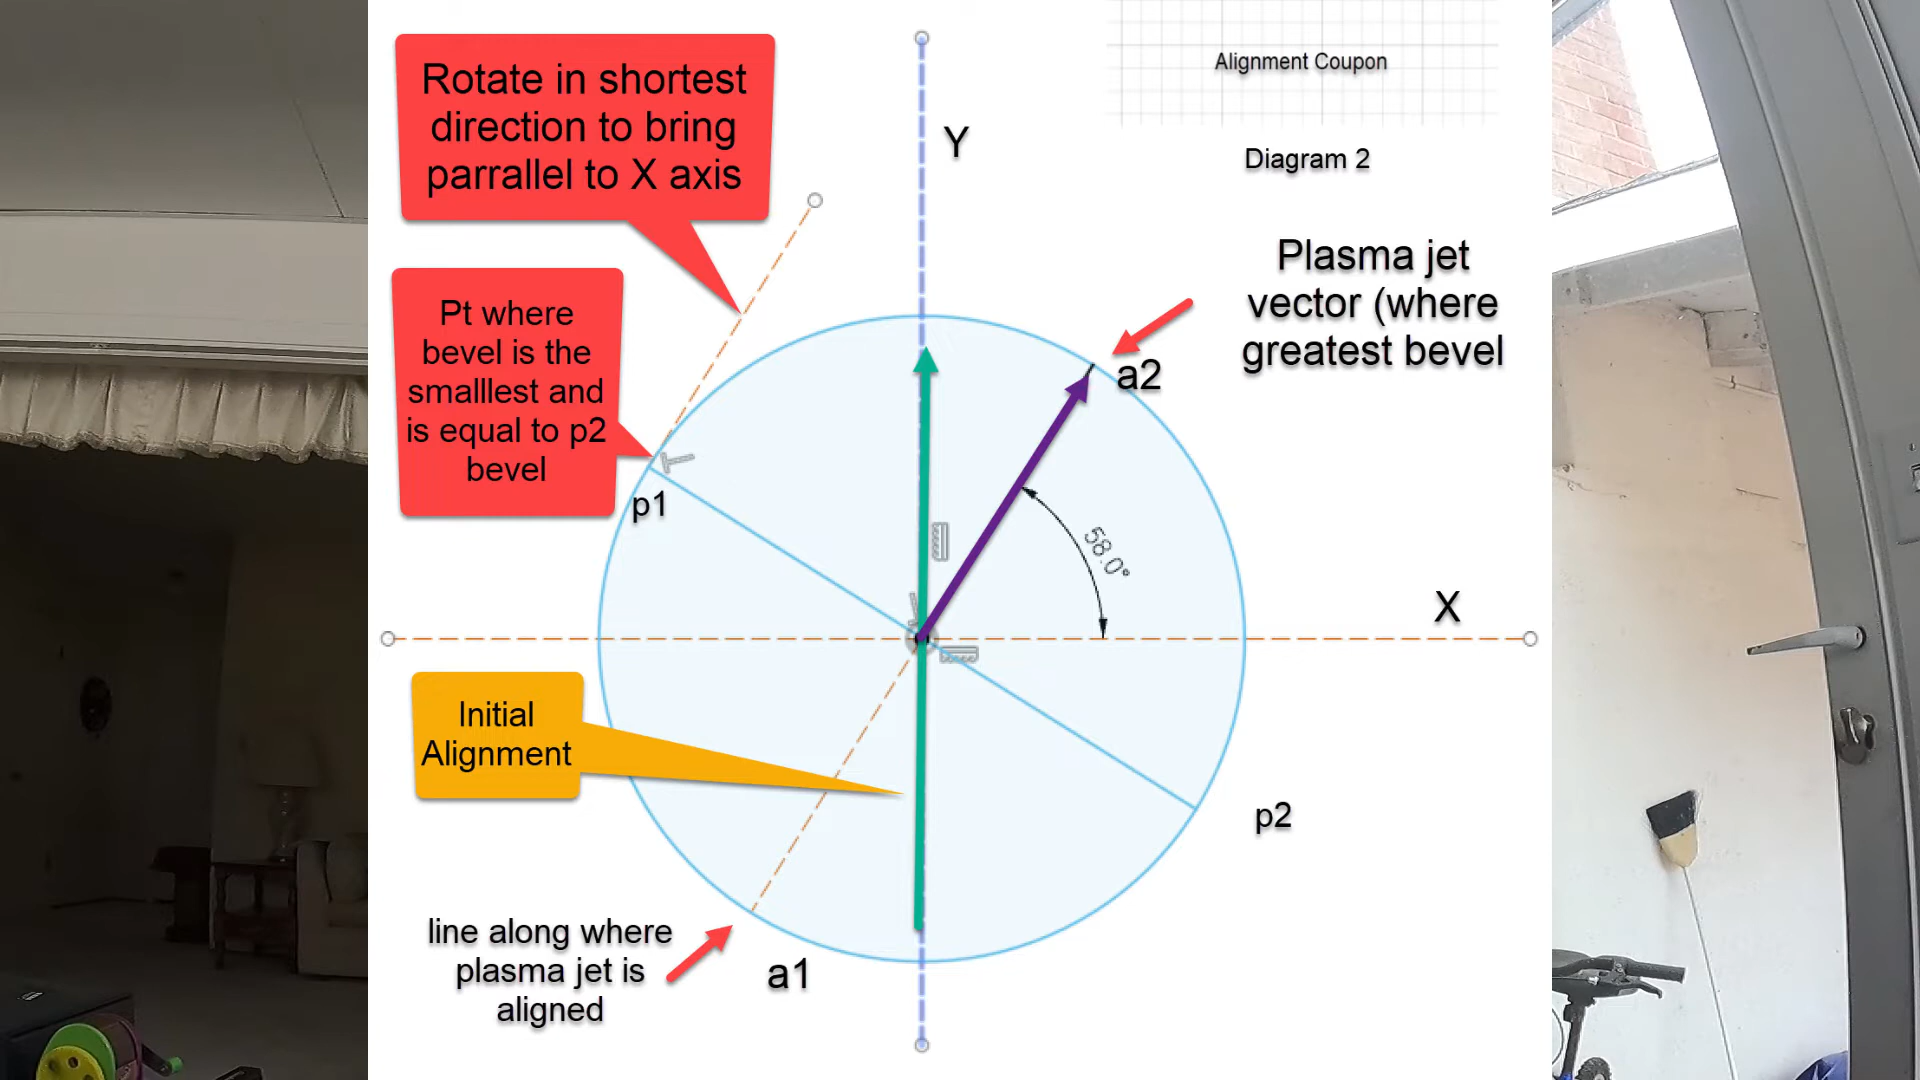 Rotate in shortest
direction to bring
parrallel to X axis
Y
Alignment Coupon
Diagram 2
Plasma jet
vector (where
greatest bevel
Pt where
bevel is the
smalllest and
is equal to p2
bevel
a2
p1
58.0°
X
Initial
Alignment
p2
line along where
plasma jet is
aligned
a1